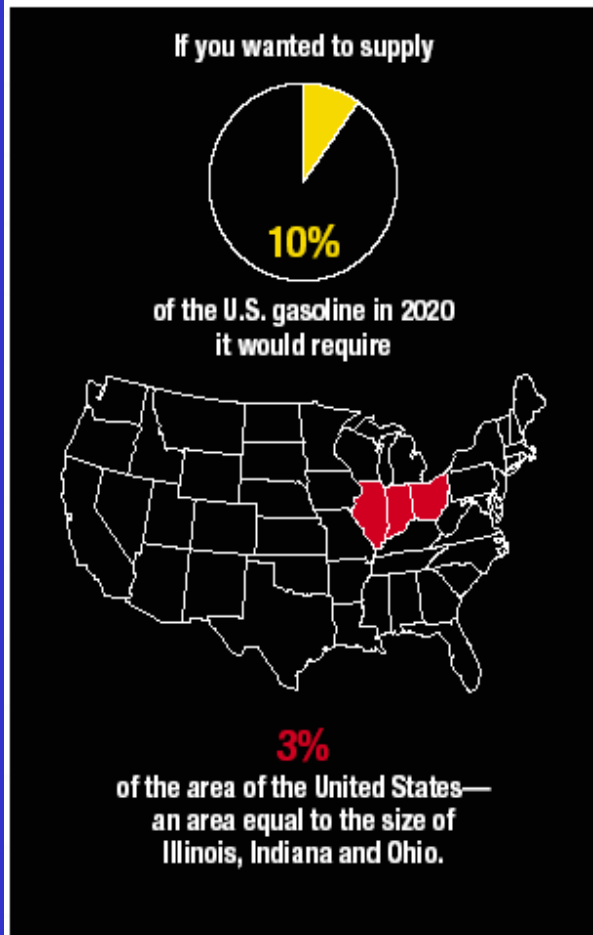 If you wanted to supply
10%
of the U.S. gasoline in 2020
it would require
3%
of the area of the United States—
an area equal to the size of
Illinois, Indiana and Ohio.